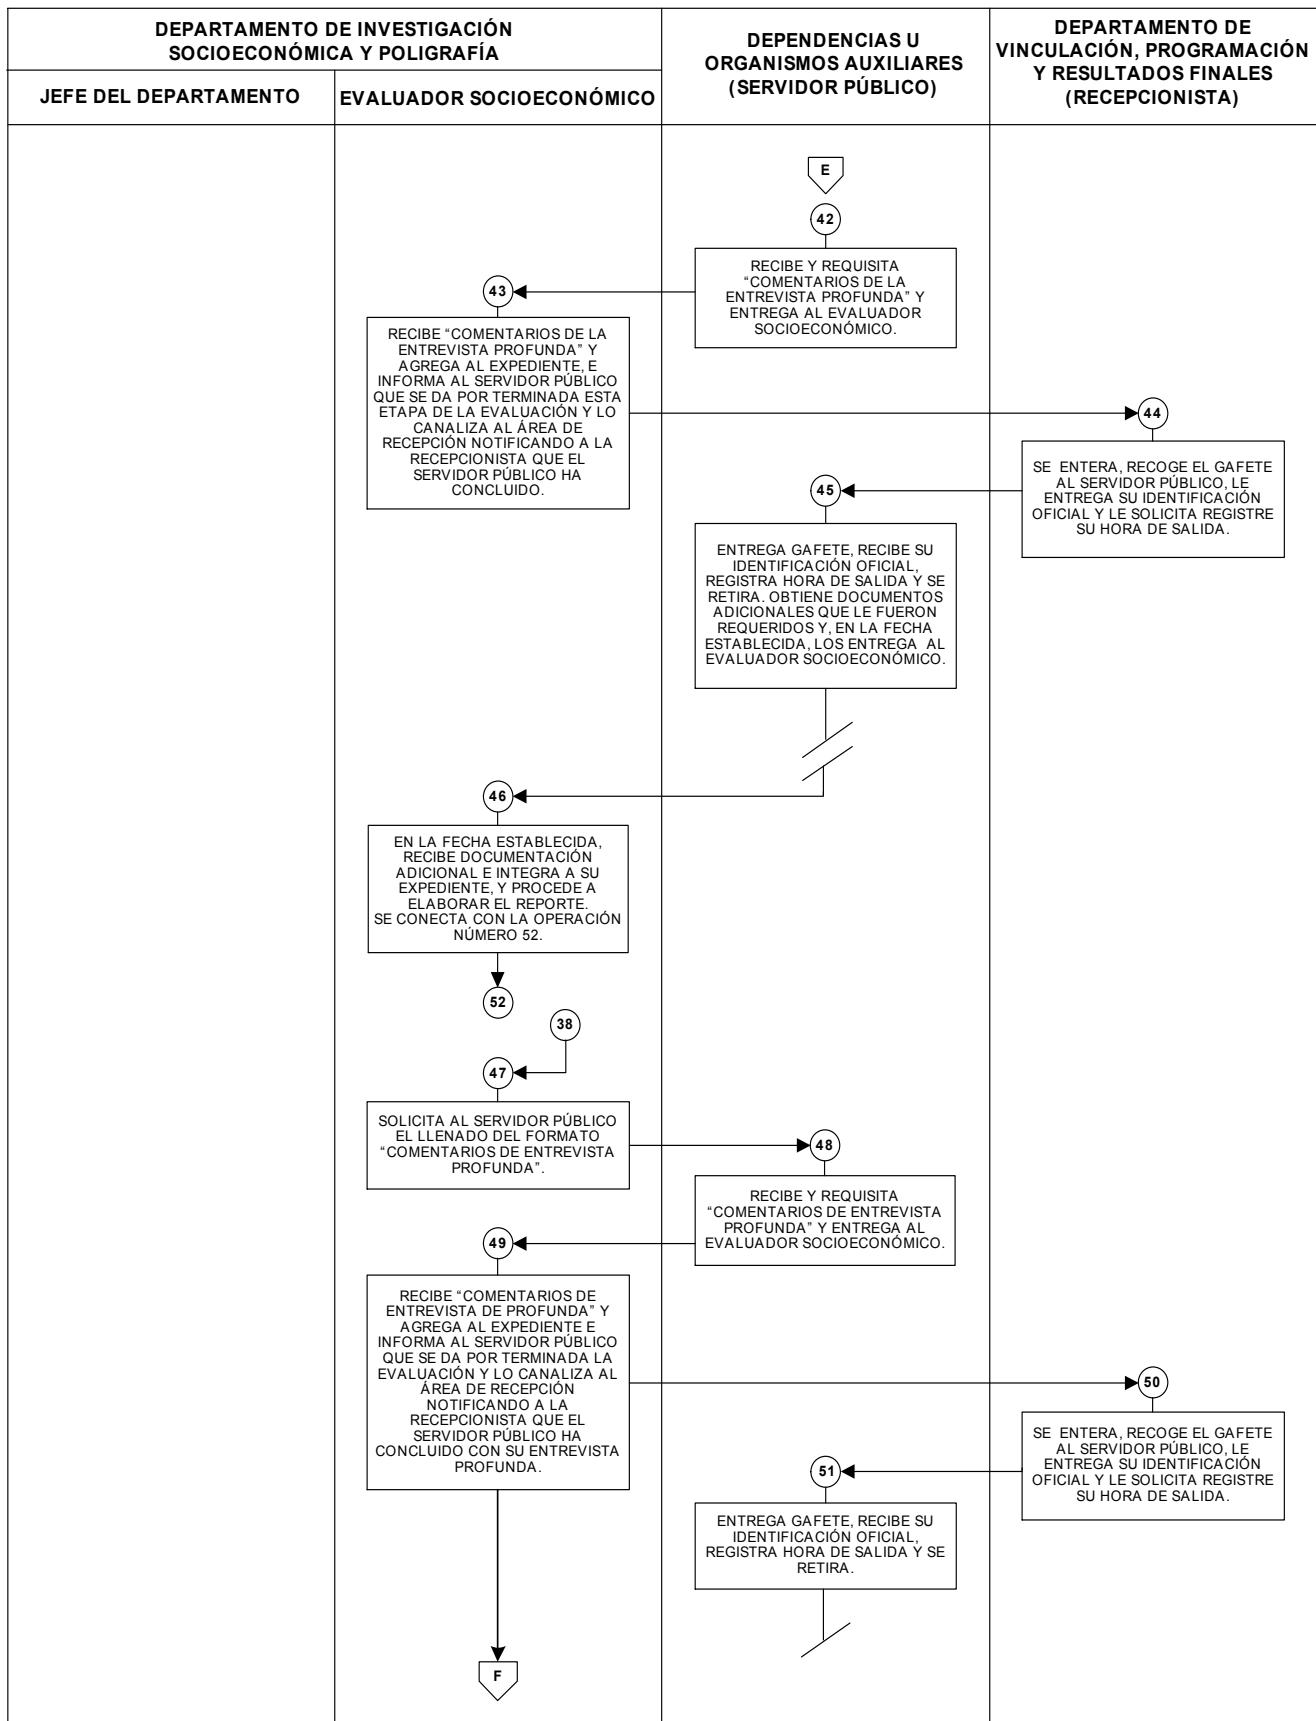 DEPARTAMENTO DE INVESTIGACIÓN
SOCIOECONÓMICA Y POLIGRAFÍA
JEFE DEL DEPARTAMENTO
EVALUADOR SOCIOECONÓMICO
DEPENDENCIAS U
ORGANISMOS AUXILIARES
(SERVIDOR PÚBLICO)
DEPARTAMENTO DE
VINCULACIÓN, PROGRAMACIÓN
Y RESULTADOS FINALES
(RECEPCIONISTA)
E
42
RECIBE Y REQUISITA
“COMENTARIOS DE LA
ENTREVISTA PROFUNDA” Y
ENTREGA AL EVALUADOR
SOCIOECONÓMICO.
43
RECIBE “COMENTARIOS DE LA
ENTREVISTA PROFUNDA” Y
AGREGA AL EXPEDIENTE, E
INFORMA AL SERVIDOR PÚBLICO
QUE SE DA POR TERMINADA ESTA
ETAPA DE LA EVALUACIÓN Y LO
CANALIZA AL ÁREA DE
RECEPCIÓN NOTIFICANDO A LA
RECEPCIONISTA QUE EL
SERVIDOR PÚBLICO HA
CONCLUIDO.
44
SE ENTERA, RECOGE EL GAFETE
AL SERVIDOR PÚBLICO, LE
ENTREGA SU IDENTIFICACIÓN
OFICIAL Y LE SOLICITA REGISTRE
SU HORA DE SALIDA.
45
ENTREGA GAFETE, RECIBE SU
IDENTIFICACIÓN OFICIAL,
REGISTRA HORA DE SALIDA Y SE
RETIRA. OBTIENE DOCUMENTOS
ADICIONALES QUE LE FUERON
REQUERIDOS Y, EN LA FECHA
ESTABLECIDA, LOS ENTREGA AL
EVALUADOR SOCIOECONÓMICO.
46
EN LA FECHA ESTABLECIDA,
RECIBE DOCUMENTACIÓN
ADICIONAL E INTEGRA A SU
EXPEDIENTE, Y PROCEDE A
ELABORAR EL REPORTE.
SE CONECTA CON LA OPERACIÓN
NÚMERO 52.
52
38
47
SOLICITA AL SERVIDOR PÚBLICO
EL LLENADO DEL FORMATO
“COMENTARIOS DE ENTREVISTA
PROFUNDA”.
48
RECIBE Y REQUISITA
“COMENTARIOS DE ENTREVISTA
PROFUNDA” Y ENTREGA AL
EVALUADOR SOCIOECONÓMICO.
49
RECIBE “COMENTARIOS DE
ENTREVISTA DE PROFUNDA” Y
AGREGA AL EXPEDIENTE E
INFORMA AL SERVIDOR PÚBLICO
QUE SE DA POR TERMINADA LA
EVALUACIÓN Y LO CANALIZA AL
ÁREA DE RECEPCIÓN
NOTIFICANDO A LA
RECEPCIONISTA QUE EL
SERVIDOR PÚBLICO HA
CONCLUIDO CON SU ENTREVISTA
PROFUNDA.
50
SE ENTERA, RECOGE EL GAFETE
AL SERVIDOR PÚBLICO, LE
ENTREGA SU IDENTIFICACIÓN
OFICIAL Y LE SOLICITA REGISTRE
SU HORA DE SALIDA.
51
ENTREGA GAFETE, RECIBE SU
IDENTIFICACIÓN OFICIAL,
REGISTRA HORA DE SALIDA Y SE
RETIRA.
F